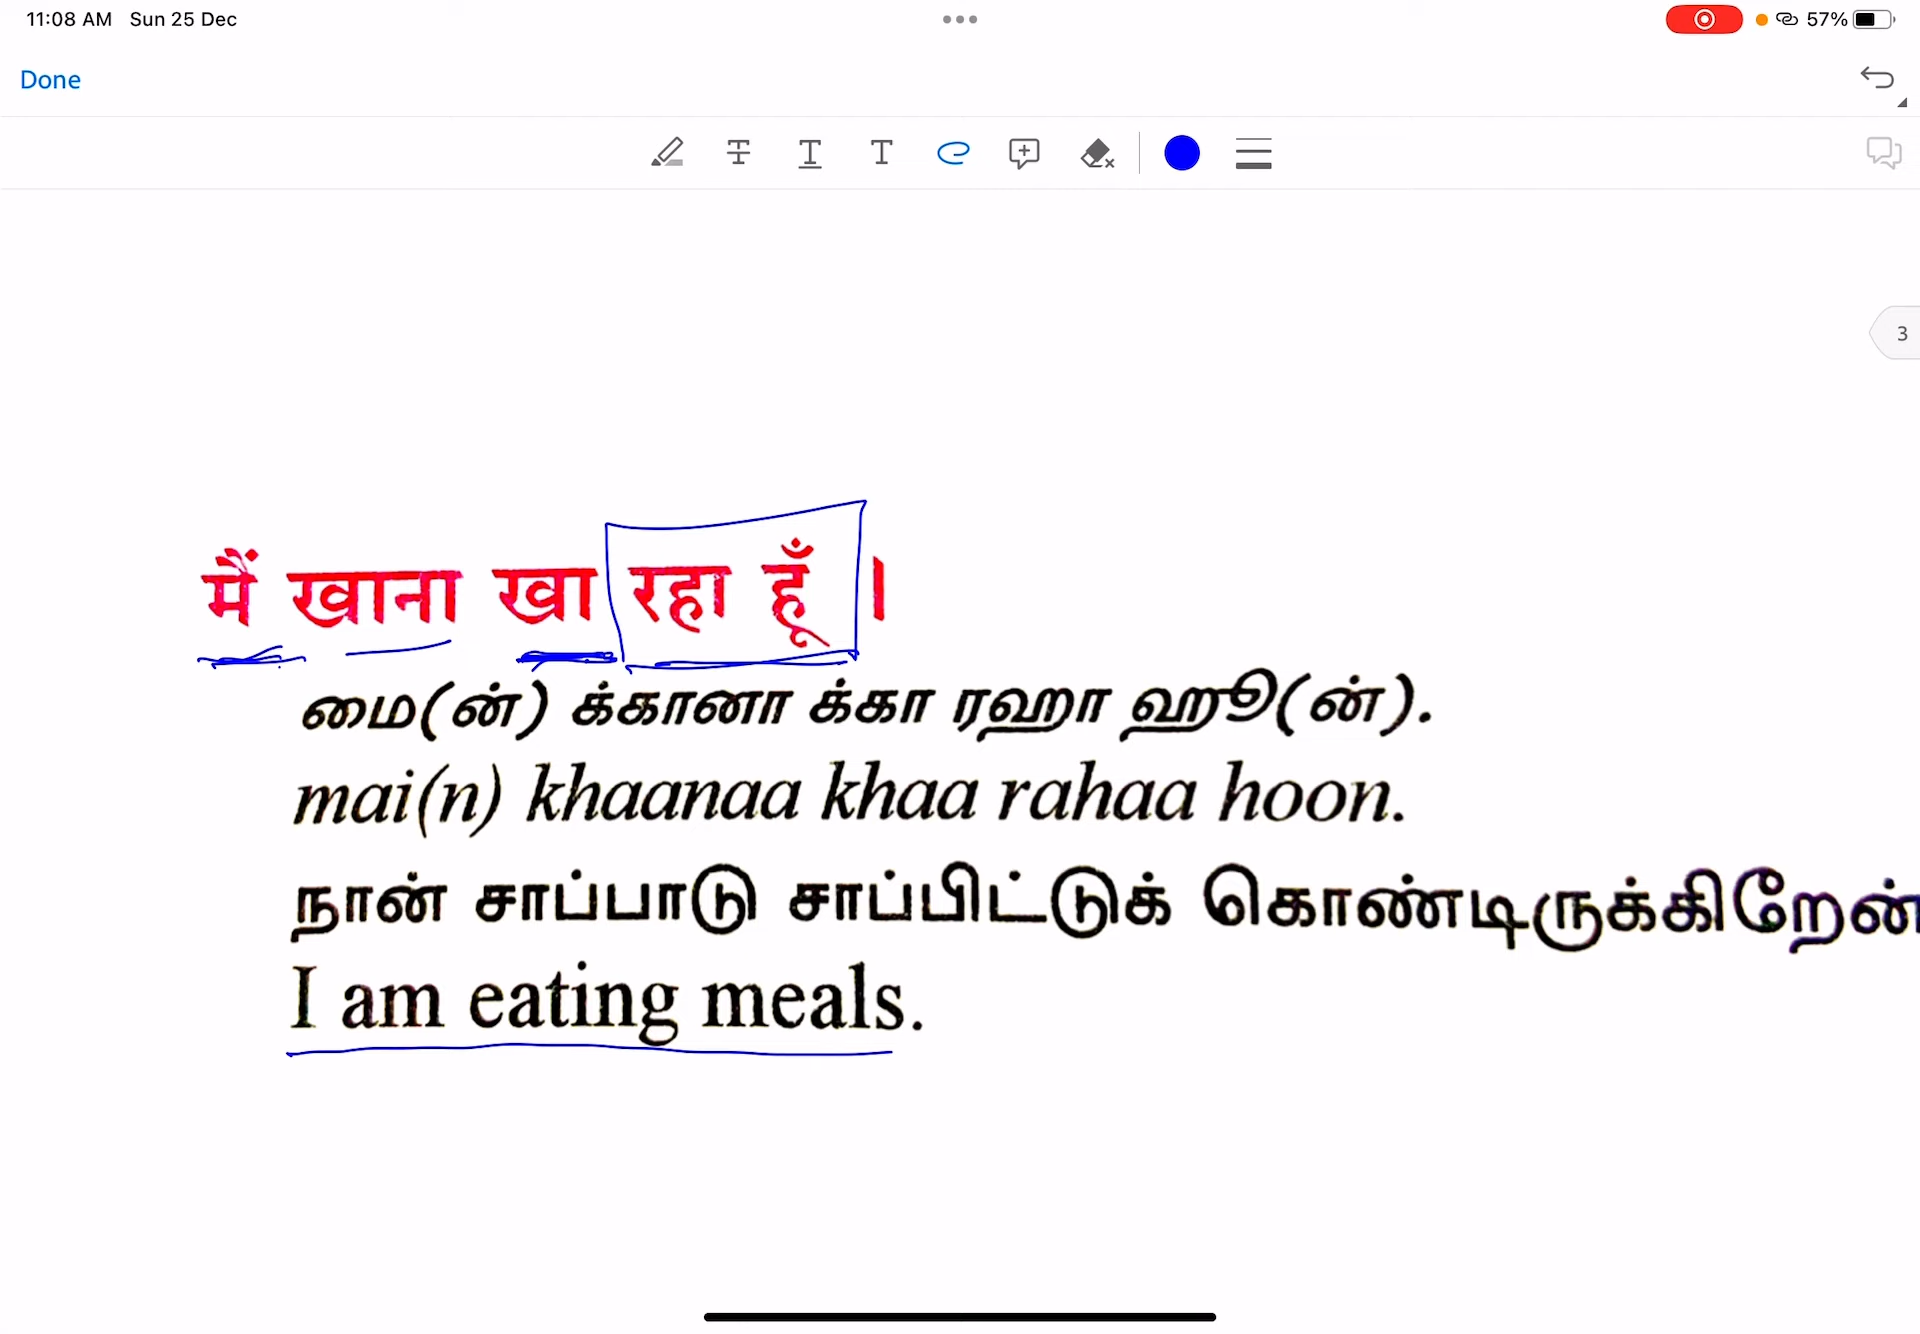 11:08 AM Sun 25 Dec
57%
Done
3
मैं खाना खा रहा हूँ ।
மை(ன்) க்கானா க்கா ரஹா ஹூ(ன்).
mai(n) khaanaa khaa rahaa hoon.
நான் சாப்பாடு சாப்பிட்டுக் கொண்டிருக்கிறேன்
I am eating meals.